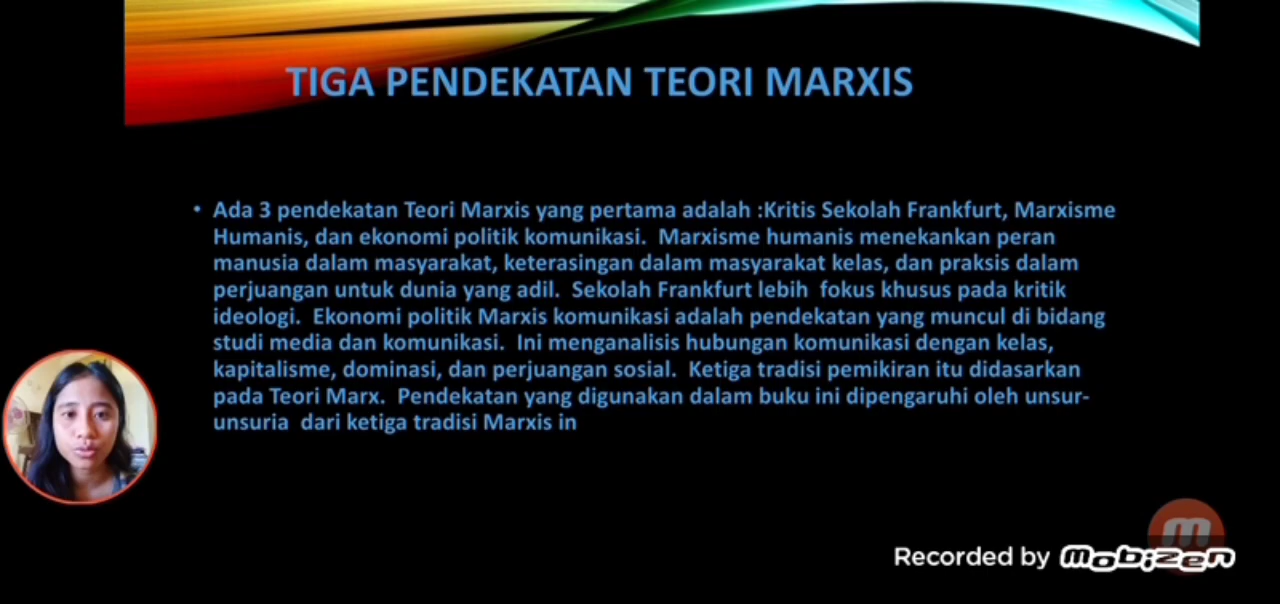 TIGA PENDEKATAN TEORI MARXIS
• Ada 3 pendekatan Teori Marxis yang pertama adalah :Kritis Sekolah Frankfurt, Marxisme
Humanis, dan ekonomi politik komunikasi.  Marxisme humanis menekankan peran
manusia dalam masyarakat, keterasingan dalam masyarakat kelas, dan praksis dalam
perjuangan untuk dunia yang adil.  Sekolah Frankfurt lebih  fokus khusus pada kritik
ideologi.  Ekonomi politik Marxis komunikasi adalah pendekatan yang muncul di bidang
studi media dan komunikasi.  Ini menganalisis hubungan komunikasi dengan kelas,
kapitalisme, dominasi, dan perjuangan sosial.  Ketiga tradisi pemikiran itu didasarkan
pada Teori Marx.  Pendekatan yang digunakan dalam buku ini dipengaruhi oleh unsur-
unsuria  dari ketiga tradisi Marxis in
m
Recorded by mobizen